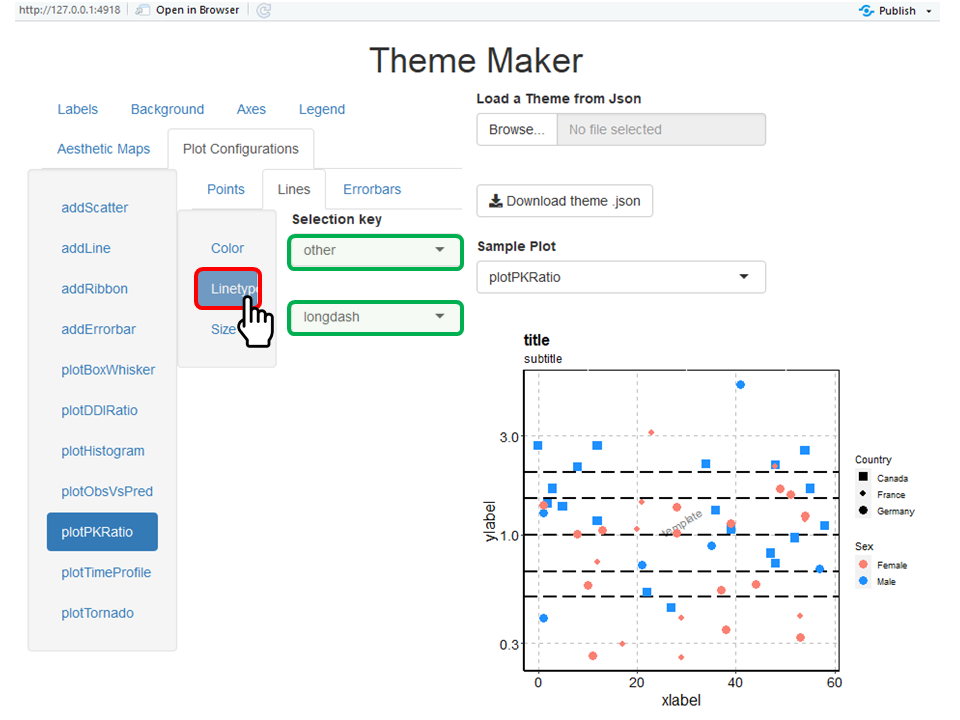 http://127.0.0.1:4918 Open in Browser Publish
Theme Maker
Labels Background Axes Legend
Aesthetic Maps Plot Configurations
addScatter
addLine
addRibbon
addErrorbar
plotBoxWhisker
plotDDIRatio
plotHistogram
plotObsVsPred
plotPKRatio
plotTimeProfile
plotTornado
Points Lines Errorbars
Color
Linetype
Size
Selection key
other
longdash
Load a Theme from Json
Browse... No file selected
Download theme .json
Sample Plot
plotPKRatio
title
subtitle
ylabel
3.0
1.0
0.3
template
0 20 40 60
xlabel
Country
Canada
France
Germany
Sex
Female
Male